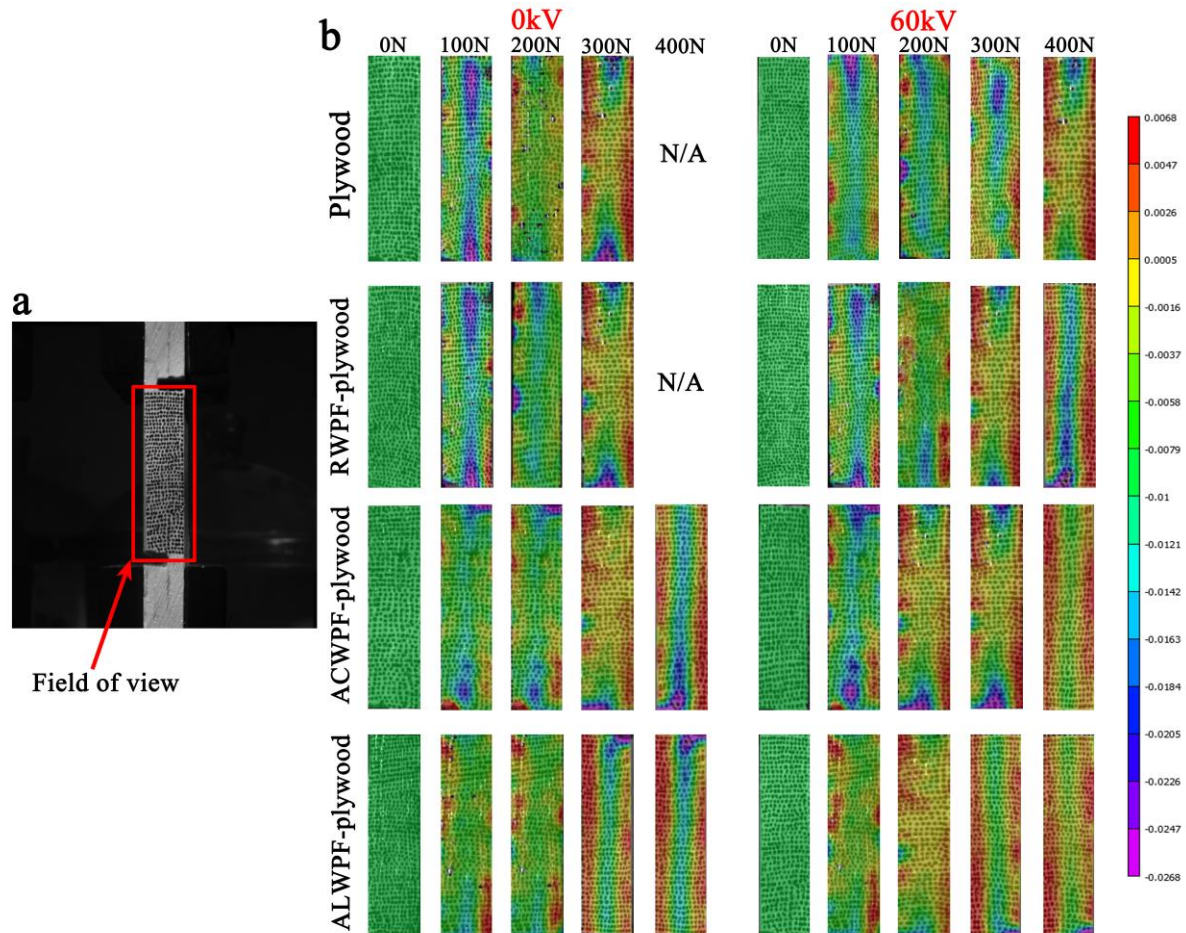 b
0kV
60kV
0N 100N 200N 300N 400N
0N 100N 200N 300N 400N
Plywood
N/A
RWPF-plywood
N/A
ACWPF-plywood
ALWPF-plywood
a
Field of view
0.0068
0.0026
0.0005
-0.0016
-0.0037
-0.0058
-0.0079
-0.01
-0.0121
-0.0142
-0.0163
-0.0184
-0.0205
-0.0226
-0.0247
-0.0268